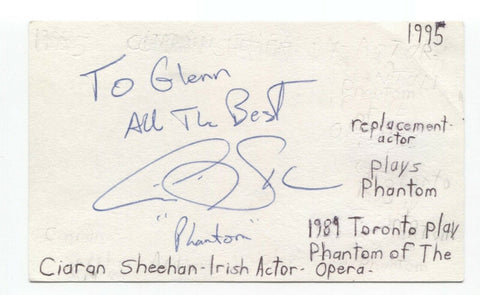 1995
To Glenn
All The Best
replacement
actor
plays
Phantom
"Phantom"
1989 Toronto play
Phantom of The
Ciaran Sheehan-Irish Actor- Opera-